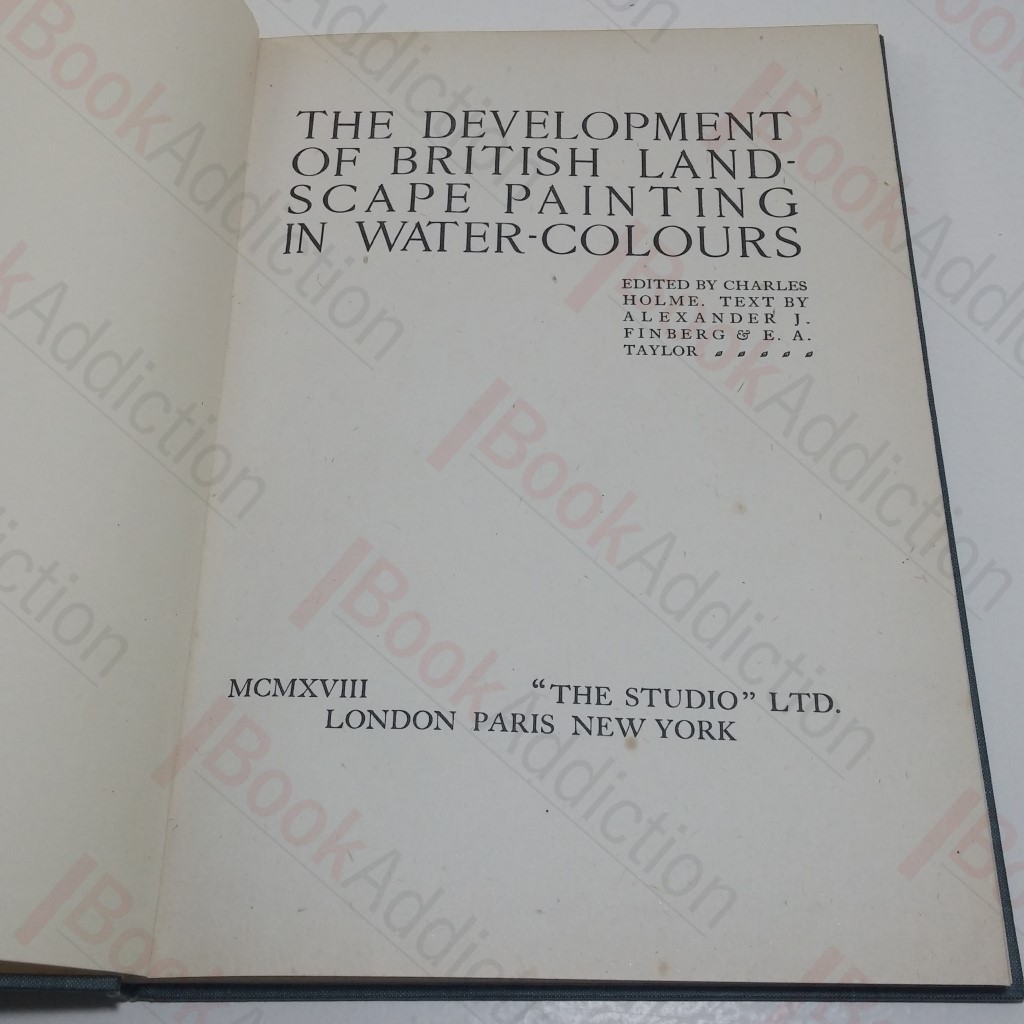 THE DEVELOPMENT
OF BRITISH LAND-
SCAPE PAINTING
IN WATER-COLOURS
EDITED BY CHARLES
HOLME. TEXT BY
ALEXANDER J.
FINBERG & E. A.
TAYLOR
MCMXVIII "THE STUDIO" LTD.
LONDON PARIS NEW YORK
BookAddiction